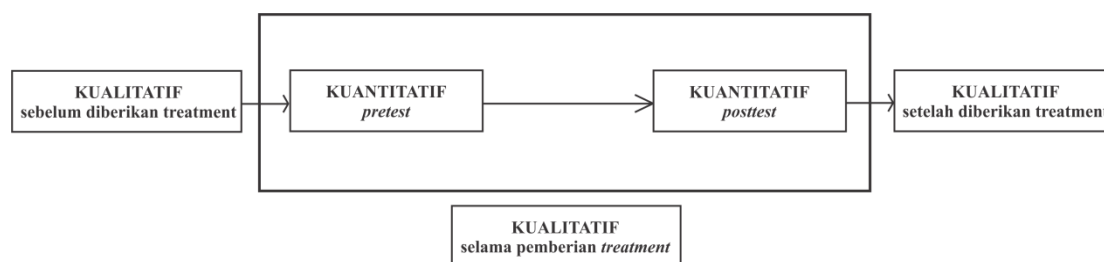 KUALITATIF
sebelum diberikan treatment
KUANTITATIF
pretest
KUANTITATIF
posttest
KUALITATIF
setelah diberikan treatment
KUALITATIF
selama pemberian treatment